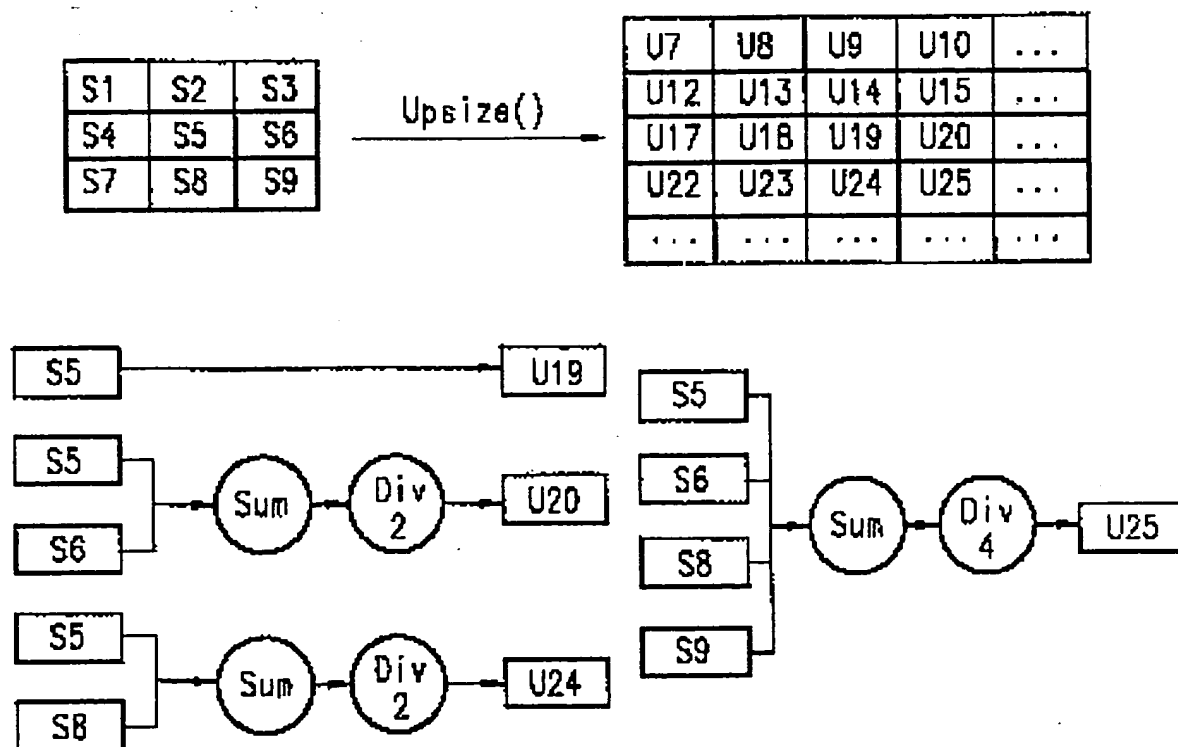 S1 S2 S3
S4 S5 S6
S7 S8 S9
Upsize()
U7 U8 U9 U10 ...
U12 U13 U14 U15 ...
U17 U18 U19 U20 ...
U22 U23 U24 U25 ...
... ... ... ... ...
S5 U19
S5
S6
Sum
Div
2
U20
S5
S8
Sum
Div
2
U24
S5
S6
S8
S9
Sum
Div
4
U25